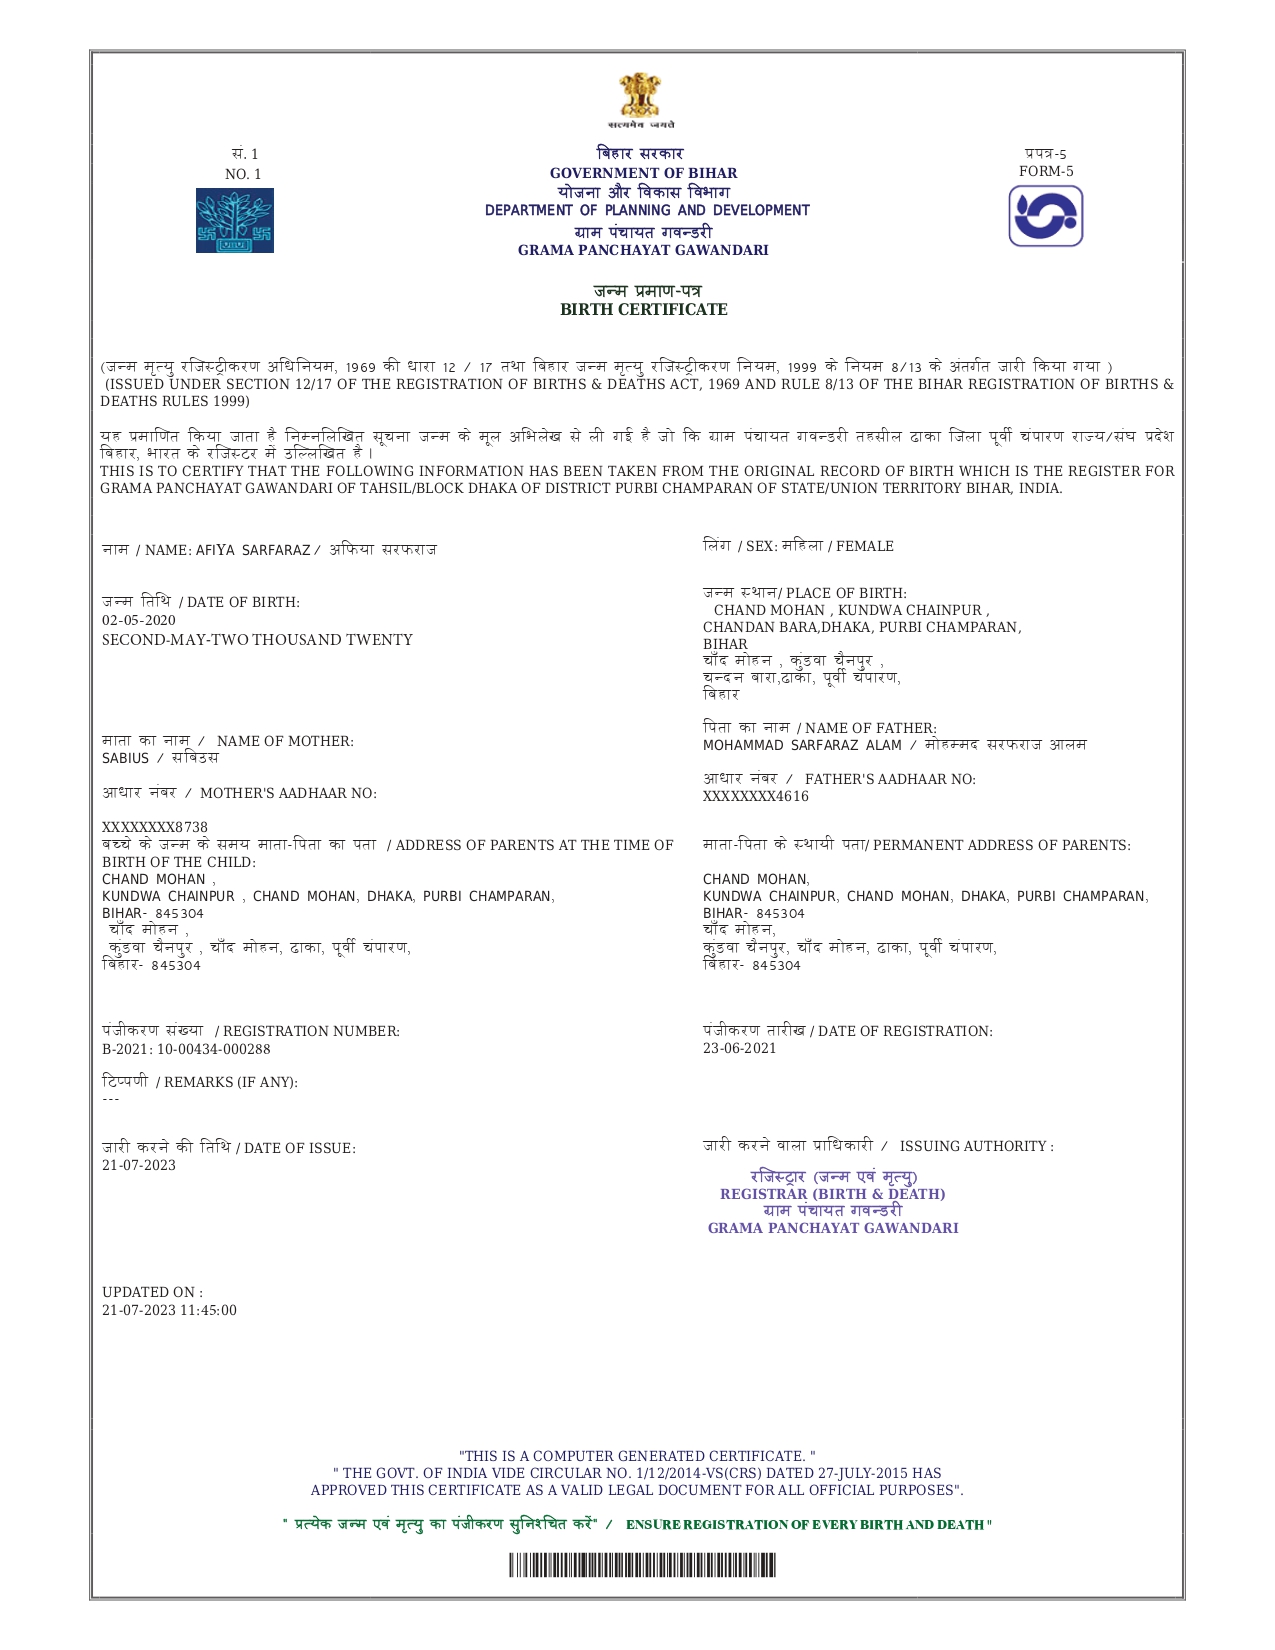 सत्यमेव जयते
सं. 1
NO. 1
बिहार सरकार
GOVERNMENT OF BIHAR
योजना और विकास विभाग
DEPARTMENT OF PLANNING AND DEVELOPMENT
ग्राम पंचायत गवन्डरी
GRAMA PANCHAYAT GAWANDARI
प्रपत्र-5
FORM-5
जन्म प्रमाण-पत्र
BIRTH CERTIFICATE
(जन्म मृत्यु रजिस्ट्रीकरण अधिनियम, 1969 की धारा 12 / 17 तथा बिहार जन्म मृत्यु रजिस्ट्रीकरण नियम, 1999 के नियम 8/13 के अंतर्गत जारी किया गया )
(ISSUED UNDER SECTION 12/17 OF THE REGISTRATION OF BIRTHS & DEATHS ACT, 1969 AND RULE 8/13 OF THE BIHAR REGISTRATION OF BIRTHS &
DEATHS RULES 1999)
यह प्रमाणित किया जाता है निम्नलिखित सूचना जन्म के मूल अभिलेख से ली गई है जो कि ग्राम पंचायत गवन्डरी तहसील ढाका जिला पूर्वी चंपारण राज्य/संघ प्रदेश
बिहार, भारत के रजिस्टर में उल्लिखित है ।
THIS IS TO CERTIFY THAT THE FOLLOWING INFORMATION HAS BEEN TAKEN FROM THE ORIGINAL RECORD OF BIRTH WHICH IS THE REGISTER FOR
GRAMA PANCHAYAT GAWANDARI OF TAHSIL/BLOCK DHAKA OF DISTRICT PURBI CHAMPARAN OF STATE/UNION TERRITORY BIHAR, INDIA.
नाम / NAME: AFIYA SARFARAZ / अफिया सरफराज
लिंग / SEX: महिला / FEMALE
जन्म तिथि / DATE OF BIRTH:
02-05-2020
SECOND-MAY-TWO THOUSAND TWENTY
जन्म स्थान/ PLACE OF BIRTH:
CHAND MOHAN , KUNDWA CHAINPUR ,
CHANDAN BARA,DHAKA, PURBI CHAMPARAN,
BIHAR
चाँद मोहन , कुंडवा चैनपुर ,
चन्दन बारा,ढाका, पूर्वी चंपारण,
बिहार
माता का नाम / NAME OF MOTHER:
SABIUS / सविउस
पिता का नाम / NAME OF FATHER:
MOHAMMAD SARFARAZ ALAM / मोहम्मद सरफराज आलम
आधार नंबर / MOTHER'S AADHAAR NO:
XXXXXXXX8738
आधार नंबर / FATHER'S AADHAAR NO:
XXXXXXXX4616
बच्चे के जन्म के समय माता-पिता का पता / ADDRESS OF PARENTS AT THE TIME OF
BIRTH OF THE CHILD:
CHAND MOHAN ,
KUNDWA CHAINPUR , CHAND MOHAN, DHAKA, PURBI CHAMPARAN,
BIHAR- 845304
चाँद मोहन ,
कुंडवा चैनपुर , चाँद मोहन, ढाका, पूर्वी चंपारण,
बिहार- 845304
माता-पिता के स्थायी पता/ PERMANENT ADDRESS OF PARENTS:
CHAND MOHAN,
KUNDWA CHAINPUR, CHAND MOHAN, DHAKA, PURBI CHAMPARAN,
BIHAR- 845304
चाँद मोहन,
कुंडवा चैनपुर, चाँद मोहन, ढाका, पूर्वी चंपारण,
बिहार- 845304
पंजीकरण संख्या / REGISTRATION NUMBER:
B-2021: 10-00434-000288
पंजीकरण तारीख / DATE OF REGISTRATION:
23-06-2021
टिप्पणी / REMARKS (IF ANY):
---
जारी करने की तिथि / DATE OF ISSUE:
21-07-2023
जारी करने वाला प्राधिकारी / ISSUING AUTHORITY :
रजिस्ट्रार (जन्म एवं मृत्यु)
REGISTRAR (BIRTH & DEATH)
ग्राम पंचायत गवन्डरी
GRAMA PANCHAYAT GAWANDARI
UPDATED ON :
21-07-2023 11:45:00
"THIS IS A COMPUTER GENERATED CERTIFICATE. "
" THE GOVT. OF INDIA VIDE CIRCULAR NO. 1/12/2014-VS(CRS) DATED 27-JULY-2015 HAS
APPROVED THIS CERTIFICATE AS A VALID LEGAL DOCUMENT FOR ALL OFFICIAL PURPOSES".
" प्रत्येक जन्म एवं मृत्यु का पंजीकरण सुनिश्चित करें" / ENSURE REGISTRATION OF EVERY BIRTH AND DEATH "